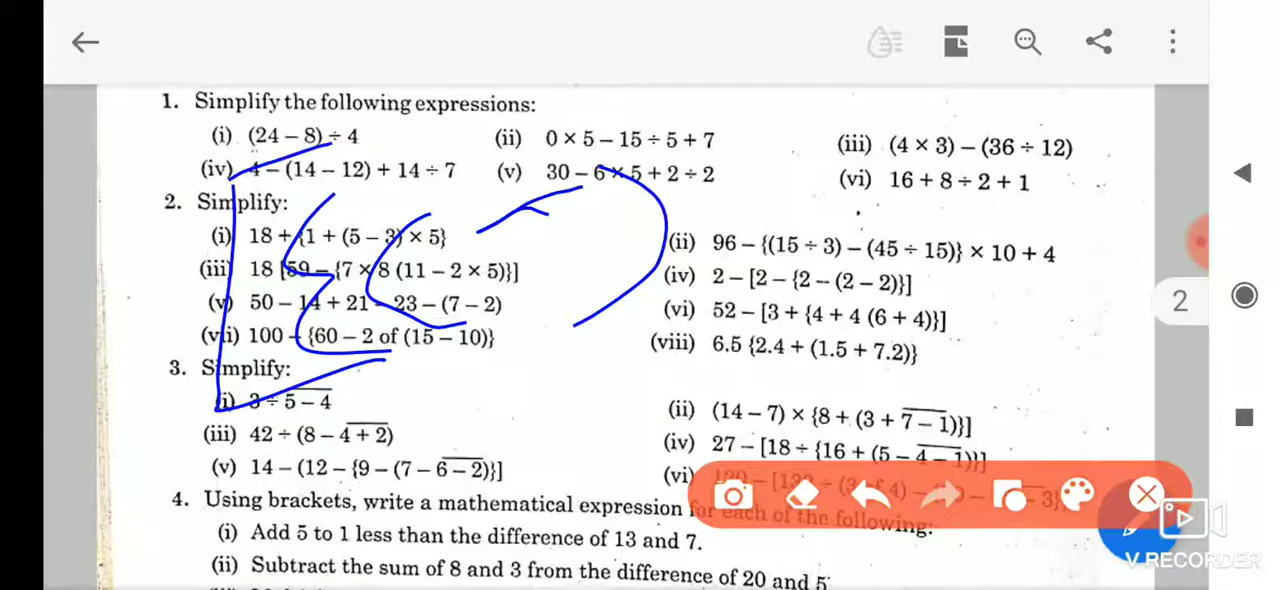 1. Simplify the following expressions:
(i) (24 – 8) ÷ 4 (ii) 0 × 5 – 15 ÷ 5 + 7 (iii) (4 × 3) – (36 ÷ 12)
(iv) 4 – (14 – 12) + 14 ÷ 7 (v) 30 – 6 × 5 + 2 ÷ 2 (vi) 16 + 8 ÷ 2 + 1
2. Simplify:
(i) 18 + {1 + (5 – 3) × 5} (ii) 96 – {(15 ÷ 3) – (45 ÷ 15)} × 10 + 4
(iii) 18 [59 – {7 × 8 (11 – 2 × 5)}] (iv) 2 – [2 – {2 – (2 – 2)}]
(v) 50 – 14 + 21 – 23 – (7 – 2) (vi) 52 – [3 + {4 + 4 (6 + 4)}]
(vii) 100 – {60 – 2 of (15 – 10)} (viii) 6.5 {2.4 + (1.5 + 7.2)}
3. Simplify:
(i) 3 ÷ 5 – 4 (ii) (14 – 7) × {8 + (3 + 7 – 1)}]
(iii) 42 ÷ (8 – 4 + 2) (iv) 27 – [18 ÷ {16 + (5 – 4 – 1)}]
(v) 14 – (12 – {9 – (7 – 6 – 2)}] (vi)
4. Using brackets, write a mathematical expression for each of the following:
(i) Add 5 to 1 less than the difference of 13 and 7.
(ii) Subtract the sum of 8 and 3 from the difference of 20 and 5.
2
V RECORDER